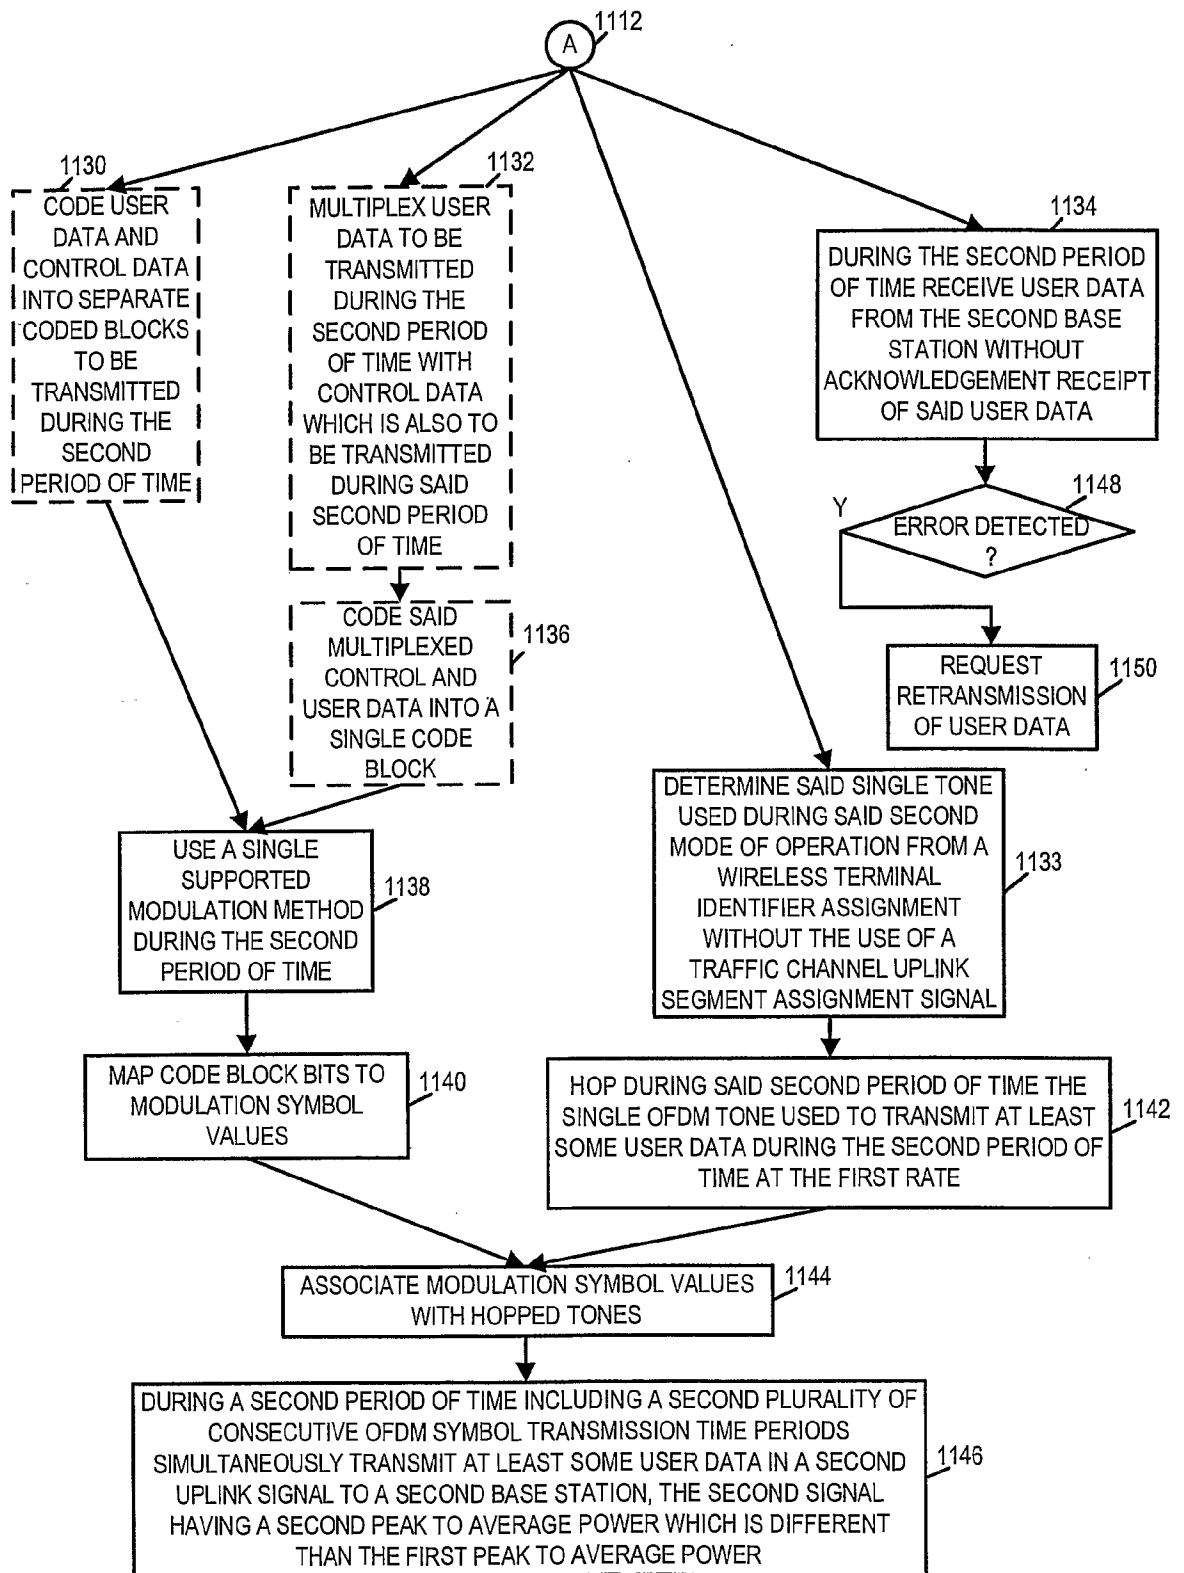 A
1112
1130
CODE USER
DATA AND
CONTROL DATA
INTO SEPARATE
CODED BLOCKS
TO BE
TRANSMITTED
DURING THE
SECOND
PERIOD OF TIME
1132
MULTIPLEX USER
DATA TO BE
TRANSMITTED
DURING THE
SECOND PERIOD
OF TIME WITH
CONTROL DATA
WHICH IS ALSO TO
BE TRANSMITTED
DURING SAID
SECOND PERIOD
OF TIME
1134
DURING THE SECOND PERIOD
OF TIME RECEIVE USER DATA
FROM THE SECOND BASE
STATION WITHOUT
ACKNOWLEDGEMENT RECEIPT
OF SAID USER DATA
1148
Y
ERROR DETECTED
?
1136
CODE SAID
MULTIPLEXED
CONTROL AND
USER DATA INTO A
SINGLE CODE
BLOCK
1150
REQUEST
RETRANSMISSION
OF USER DATA
1133
DETERMINE SAID SINGLE TONE
USED DURING SAID SECOND
MODE OF OPERATION FROM A
WIRELESS TERMINAL
IDENTIFIER ASSIGNMENT
WITHOUT THE USE OF A
TRAFFIC CHANNEL UPLINK
SEGMENT ASSIGNMENT SIGNAL
1138
USE A SINGLE
SUPPORTED
MODULATION METHOD
DURING THE SECOND
PERIOD OF TIME
1140
MAP CODE BLOCK BITS TO
MODULATION SYMBOL
VALUES
1142
HOP DURING SAID SECOND PERIOD OF TIME THE
SINGLE OFDM TONE USED TO TRANSMIT AT LEAST
SOME USER DATA DURING THE SECOND PERIOD OF
TIME AT THE FIRST RATE
1144
ASSOCIATE MODULATION SYMBOL VALUES
WITH HOPPED TONES
1146
DURING A SECOND PERIOD OF TIME INCLUDING A SECOND PLURALITY OF
CONSECUTIVE OFDM SYMBOL TRANSMISSION TIME PERIODS
SIMULTANEOUSLY TRANSMIT AT LEAST SOME USER DATA IN A SECOND
UPLINK SIGNAL TO A SECOND BASE STATION, THE SECOND SIGNAL
HAVING A SECOND PEAK TO AVERAGE POWER WHICH IS DIFFERENT
THAN THE FIRST PEAK TO AVERAGE POWER